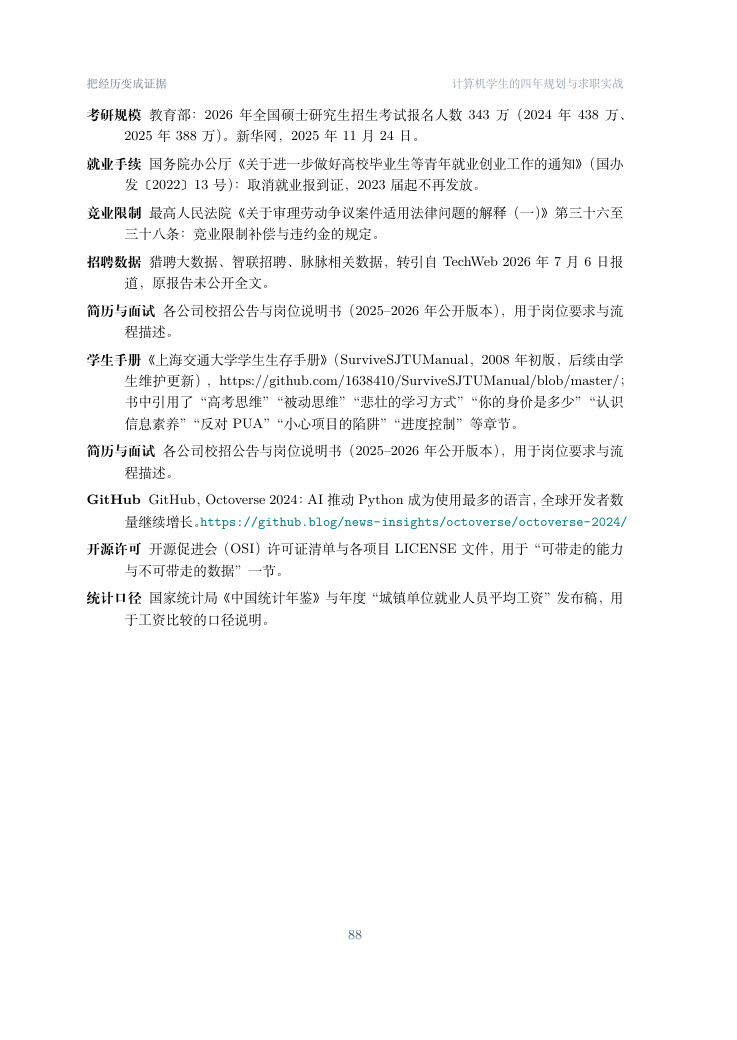 把经历变成证据 计算机学生的四年规划与求职实战
考研规模 教育部：2026 年全国硕士研究生招生考试报名人数 343 万（2024 年 438 万、
2025 年 388 万）。新华网，2025 年 11 月 24 日。
就业手续 国务院办公厅《关于进一步做好高校毕业生等青年就业创业工作的通知》（国办
发〔2022〕13 号）：取消就业报到证，2023 届起不再发放。
竞业限制 最高人民法院《关于审理劳动争议案件适用法律问题的解释（一）》第三十六至
三十八条：竞业限制补偿与违约金的规定。
招聘数据 猎聘大数据、智联招聘、脉脉相关数据，转引自 TechWeb 2026 年 7 月 6 日报
道，原报告未公开全文。
简历与面试 各公司校招公告与岗位说明书（2025–2026 年公开版本），用于岗位要求与流
程描述。
学生手册《上海交通大学学生生存手册》（SurviveSJTUManual，2008 年初版，后续由学
生维护更新），https://github.com/1638410/SurviveSJTUManual/blob/master/；
书中引用了 “高考思维” “被动思维” “悲壮的学习方式” “你的身价是多少” “认识
信息素养” “反对 PUA” “小心项目的陷阱” “进度控制” 等章节。
简历与面试 各公司校招公告与岗位说明书（2025–2026 年公开版本），用于岗位要求与流
程描述。
GitHub GitHub，Octoverse 2024：AI 推动 Python 成为使用最多的语言，全球开发者数
量继续增长。https://github.blog/news-insights/octoverse/octoverse-2024/
开源许可 开源促进会（OSI）许可证清单与各项目 LICENSE 文件，用于 “可带走的能力
与不可带走的数据” 一节。
统计口径 国家统计局《中国统计年鉴》与年度 “城镇单位就业人员平均工资” 发布稿，用
于工资比较的口径说明。
88